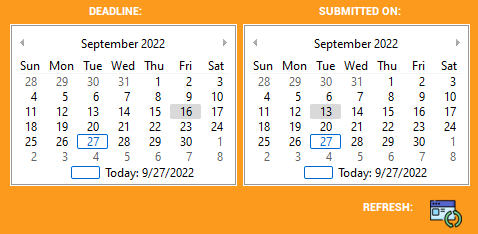 DEADLINE: SUBMITTED ON:
September 2022 September 2022
Sun Mon Tue Wed Thu Fri Sat Sun Mon Tue Wed Thu Fri Sat
28 29 30 31 1 2 3 28 29 30 31 1 2 3
4 5 6 7 8 9 10 4 5 6 7 8 9 10
11 12 13 14 15 16 17 11 12 13 14 15 16 17
18 19 20 21 22 23 24 18 19 20 21 22 23 24
25 26 27 28 29 30 1 25 26 27 28 29 30 1
2 3 4 5 6 7 8 2 3 4 5 6 7 8
Today: 9/27/2022 Today: 9/27/2022
REFRESH: